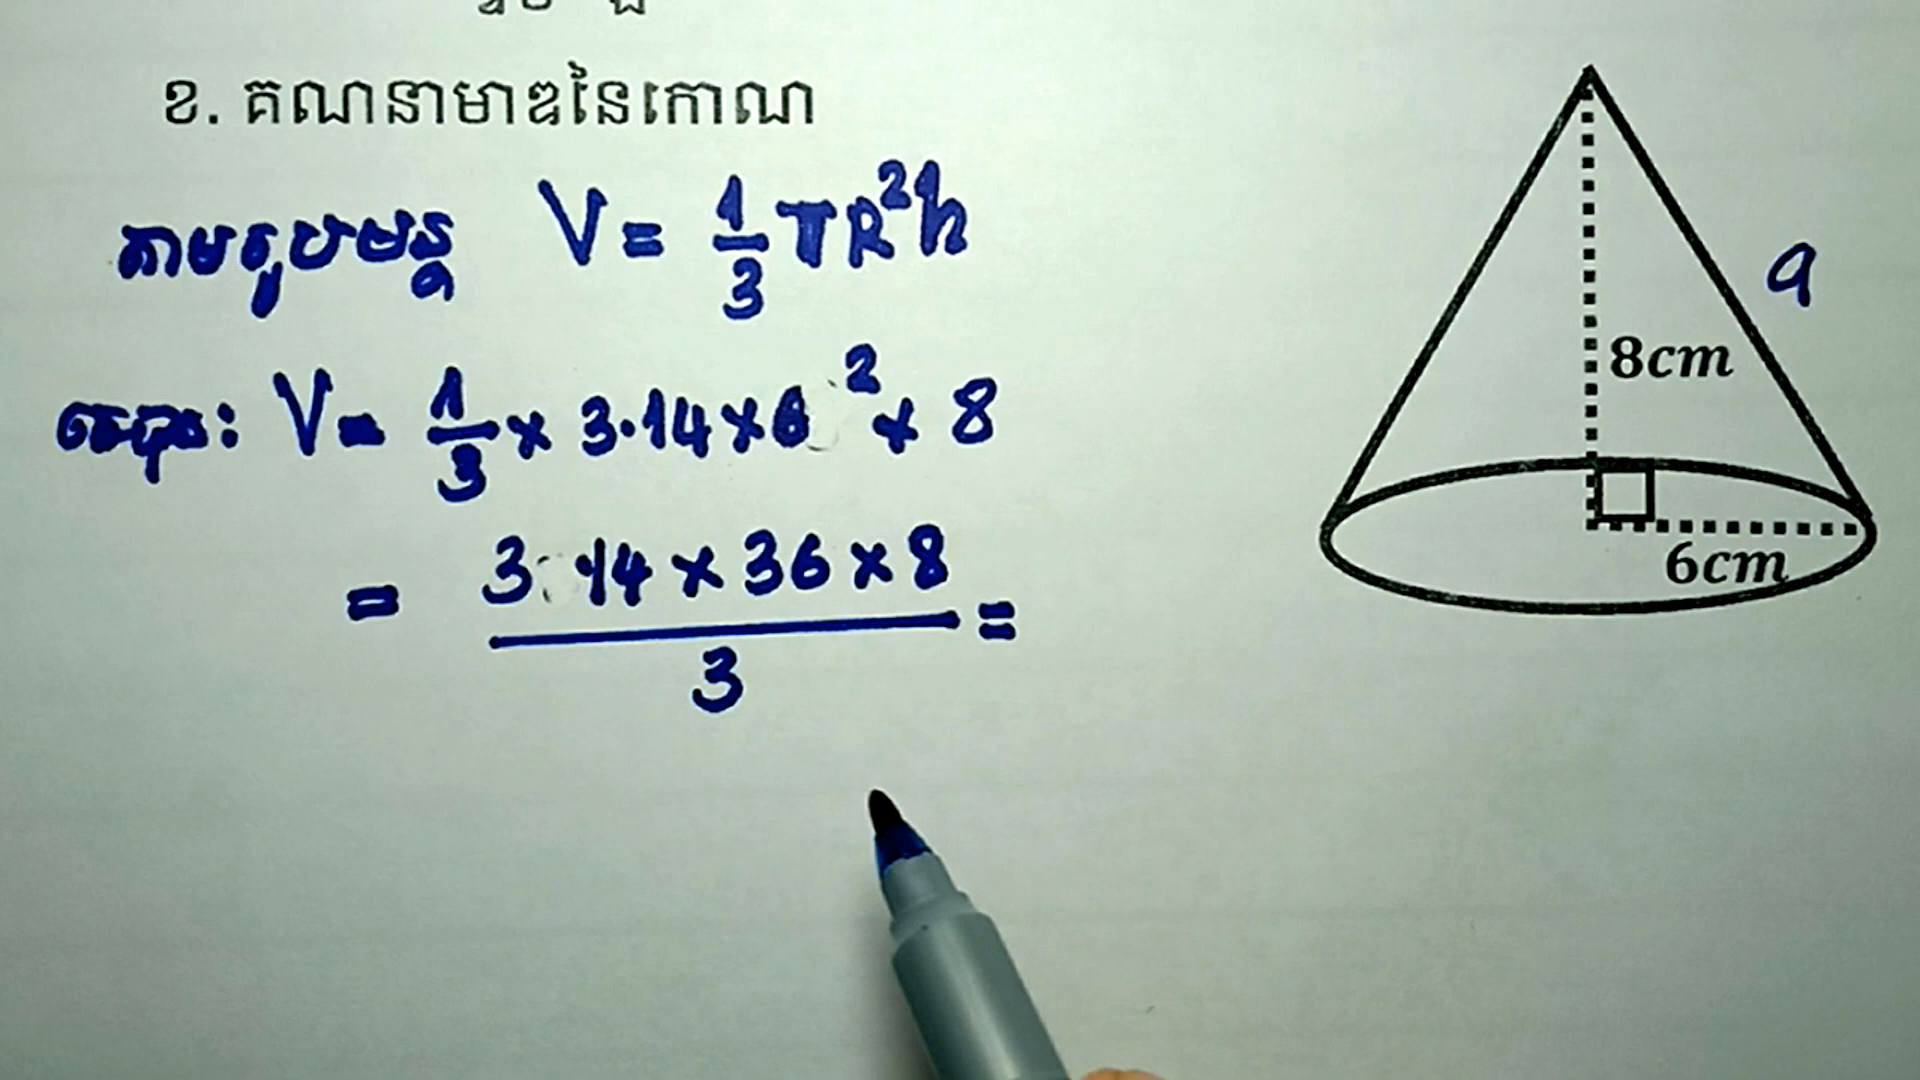 ខ. គណនាមាឌនៃកោណ
តាមរូបមន្ត V = 1/3 πR²h
គេបាន: V = 1/3 × 3.14 × 6² × 8
= 3.14 × 36 × 8 / 3 =
a
8cm
6cm